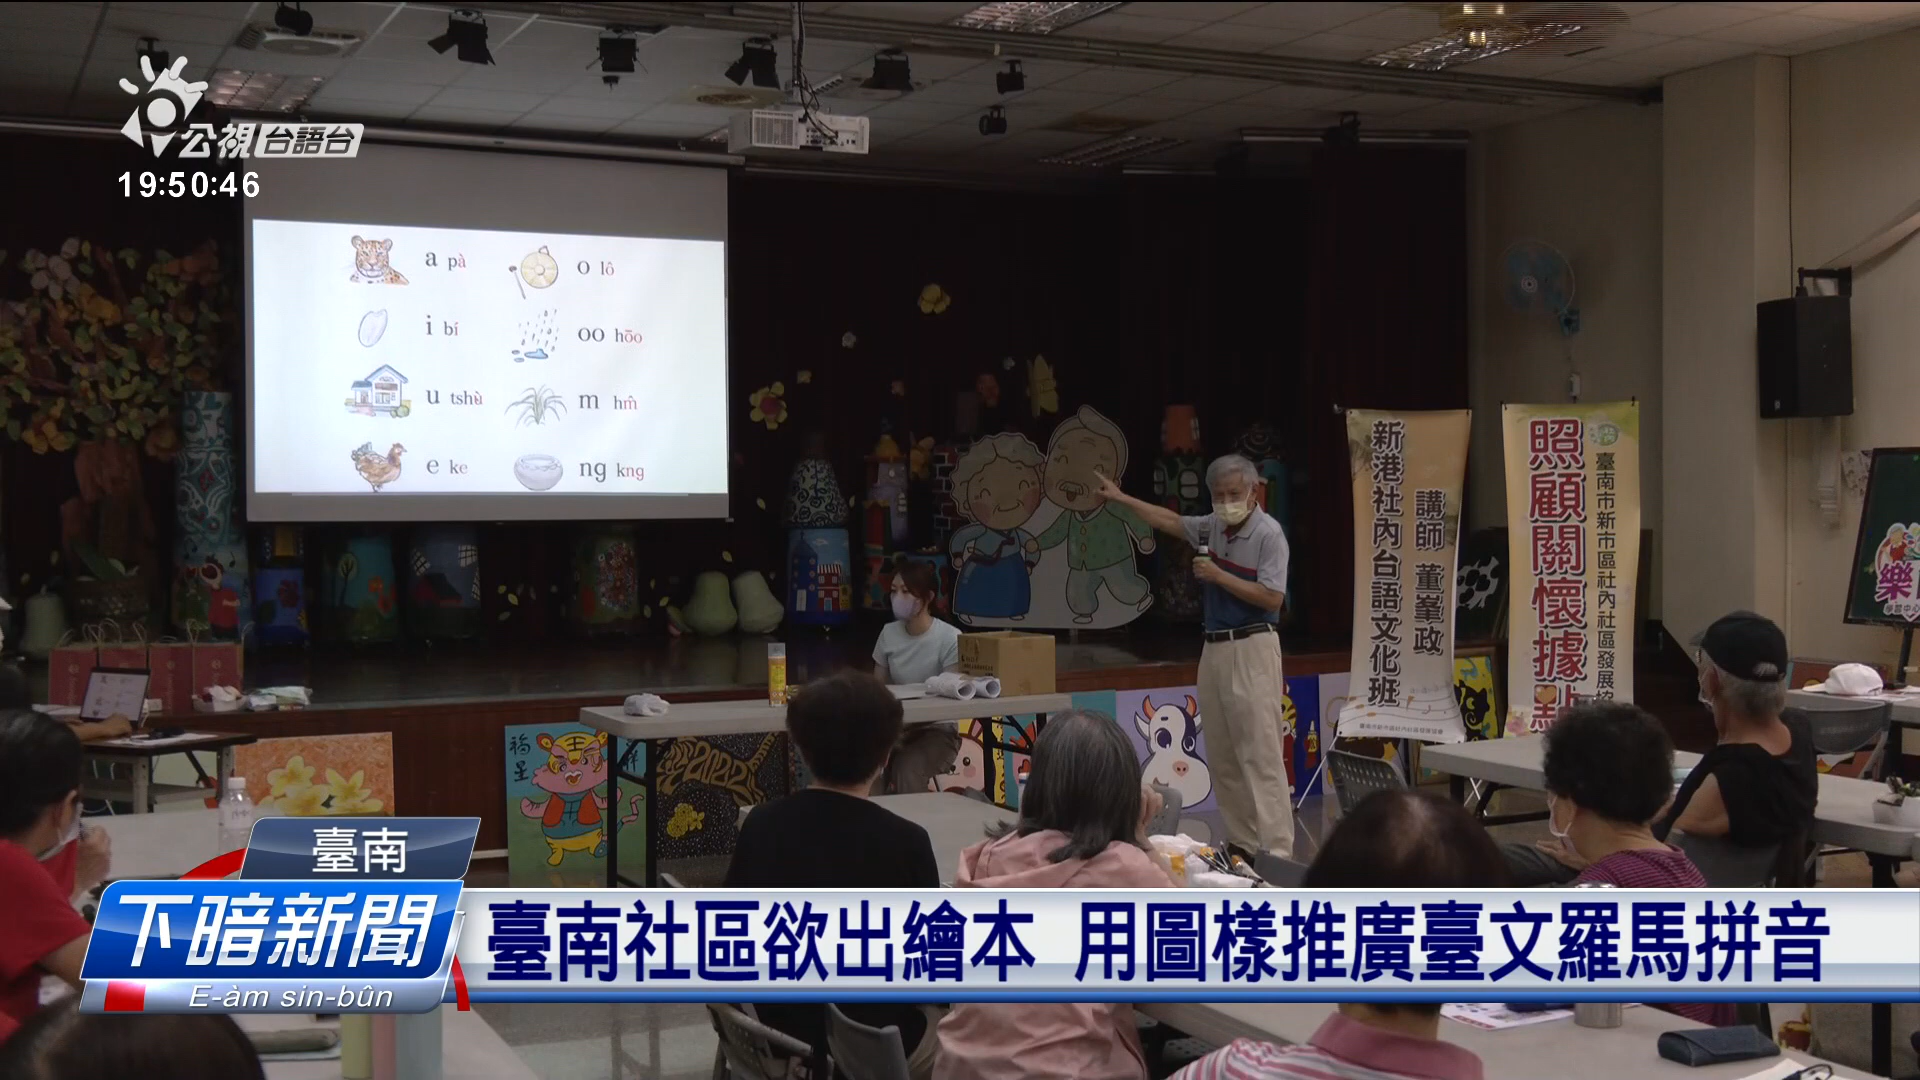 公視台語台
19:50:46
a pà
o lô
i bí
oo hōo
u tshù
m hm̂
e ke
ng kng
新港社內台語文化班
講師 董峯政
照顧關懷據點
臺南市新市區社內社區發展協
福星
2022
臺南
下暗新聞
E-àm sin-bûn
臺南社區欲出繪本 用圖樣推廣臺文羅馬拼音